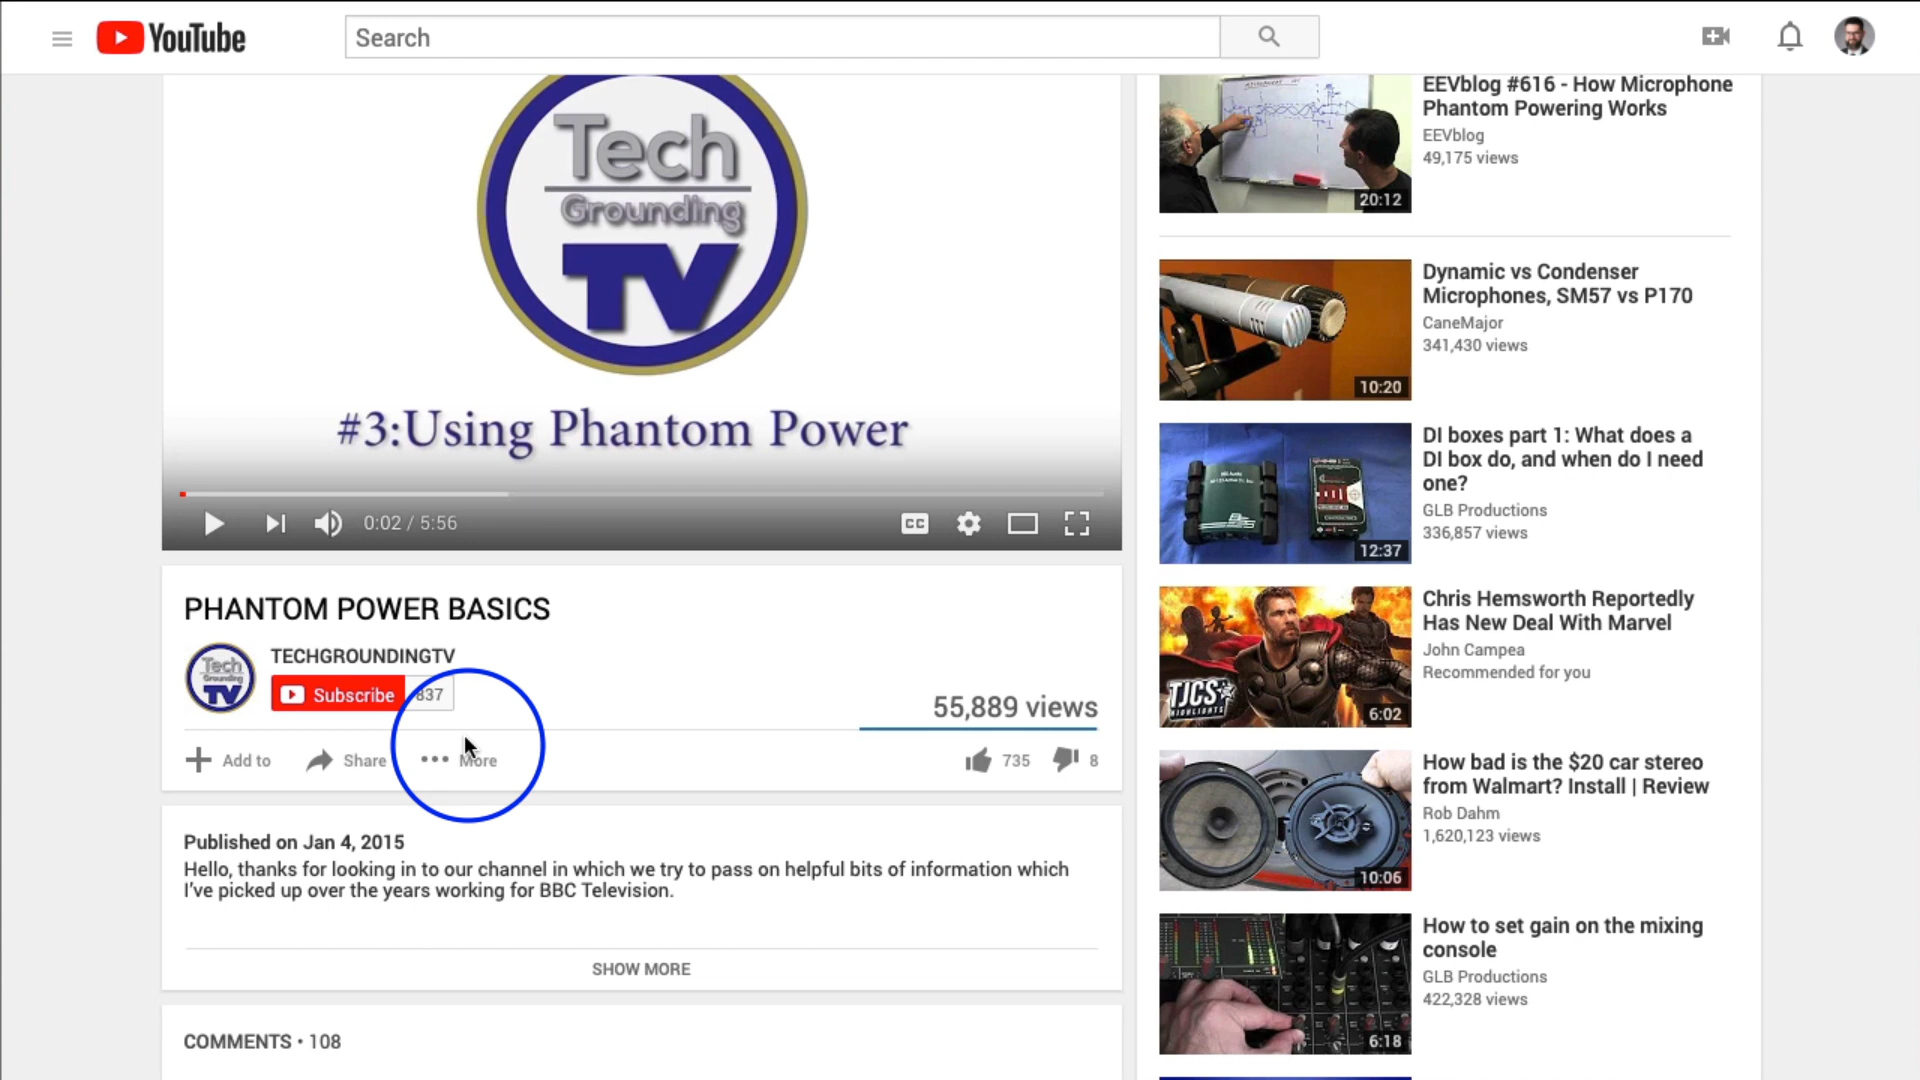 YouTube
Search
Tech
Grounding
TV
#3:Using Phantom Power
0:02 / 5:56
CC
PHANTOM POWER BASICS
Tech
Grounding
TV
TECHGROUNDINGTV
Subscribe
837
55,889 views
Add to
Share
More
735
8
Published on Jan 4, 2015
Hello, thanks for looking in to our channel in which we try to pass on helpful bits of information which
I've picked up over the years working for BBC Television.
SHOW MORE
COMMENTS • 108
20:12
EEVblog #616 - How Microphone
Phantom Powering Works
EEVblog
49,175 views
10:20
Dynamic vs Condenser
Microphones, SM57 vs P170
CaneMajor
341,430 views
12:37
DI boxes part 1: What does a
DI box do, and when do I need
one?
GLB Productions
336,857 views
TJCS
HIGHLIGHTS
6:02
Chris Hemsworth Reportedly
Has New Deal With Marvel
John Campea
Recommended for you
10:06
How bad is the $20 car stereo
from Walmart? Install | Review
Rob Dahm
1,620,123 views
6:18
How to set gain on the mixing
console
GLB Productions
422,328 views